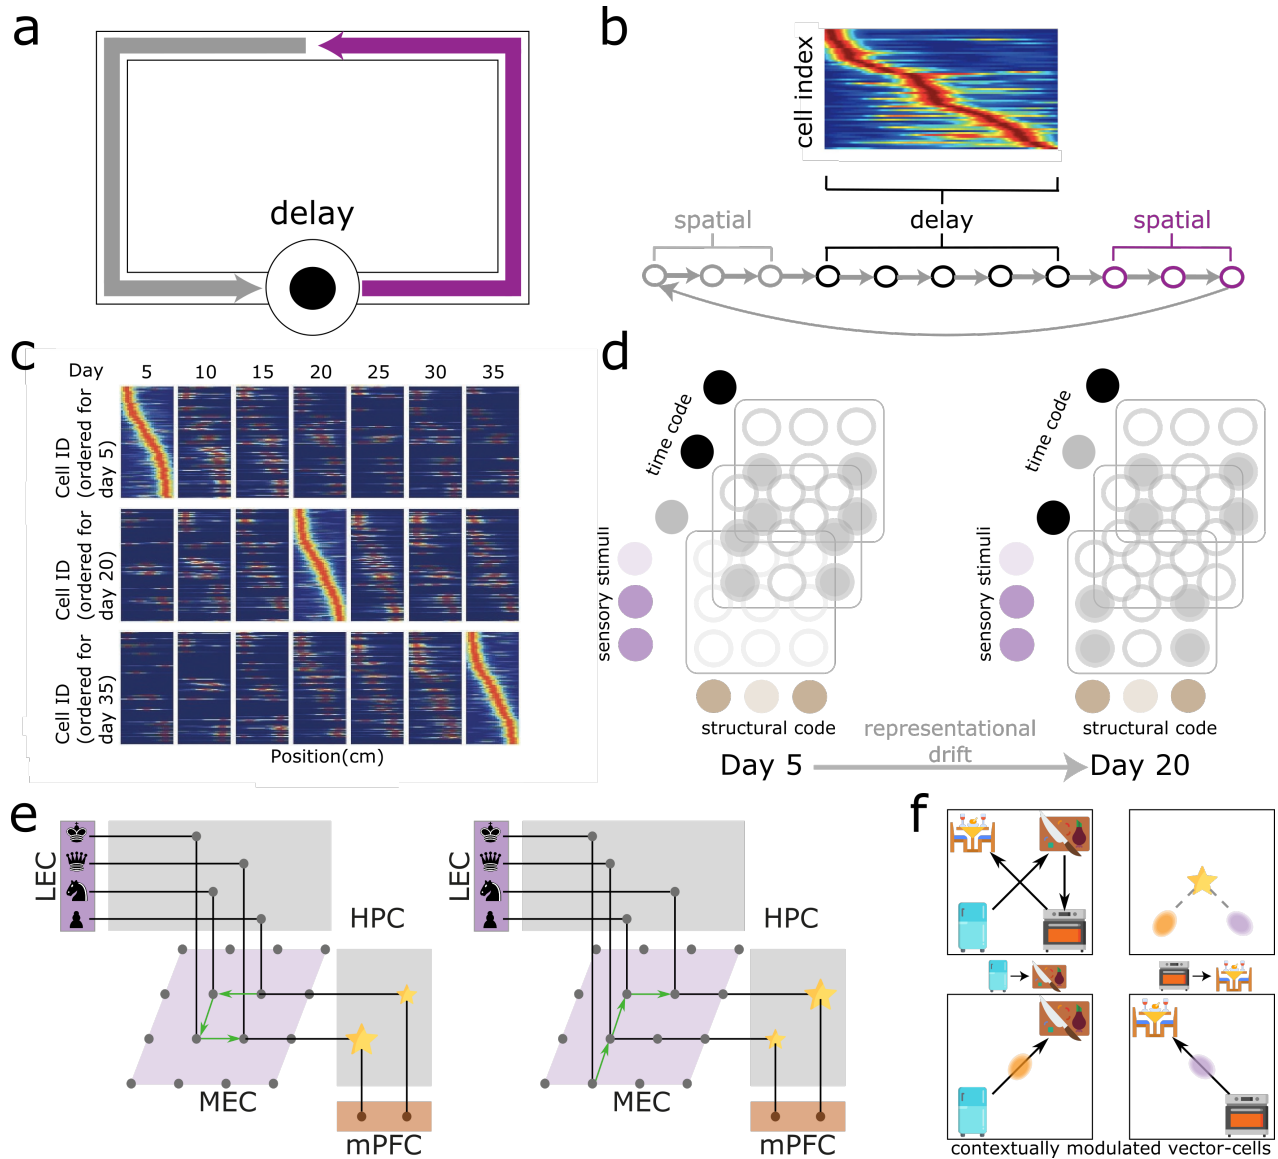 a
delay
b
cell index
spatial
delay
spatial
c
Day 5 10 15 20 25 30 35
Cell ID
(ordered for
day 5)
Cell ID
(ordered for
day 20)
Cell ID
(ordered for
day 35)
Position(cm)
d
time code
sensory stimuli
structural code
Day 5
representational
drift
time code
sensory stimuli
structural code
Day 20
e
LEC
HPC
MEC
mPFC
LEC
HPC
MEC
mPFC
f
contextually modulated vector-cells